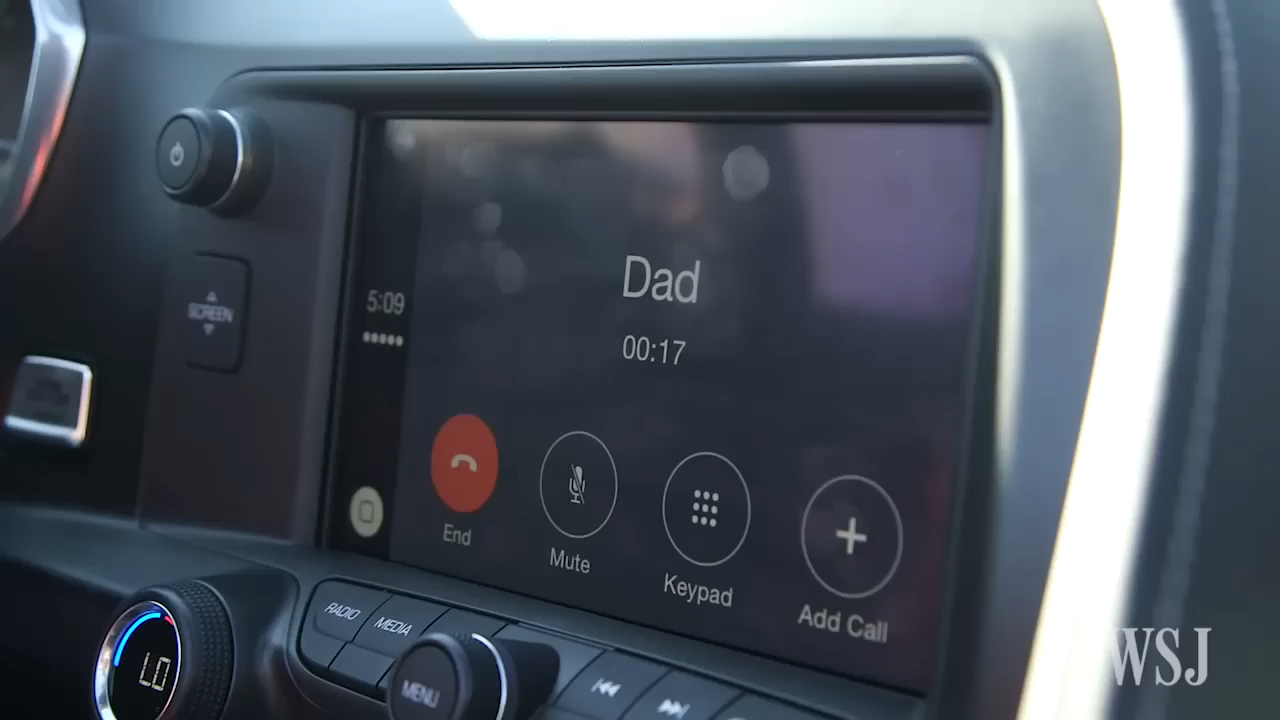 SCREEN
5:09
Dad
00:17
End
Mute
Keypad
Add Call
RADIO
MEDIA
MENU
LO
WSJ